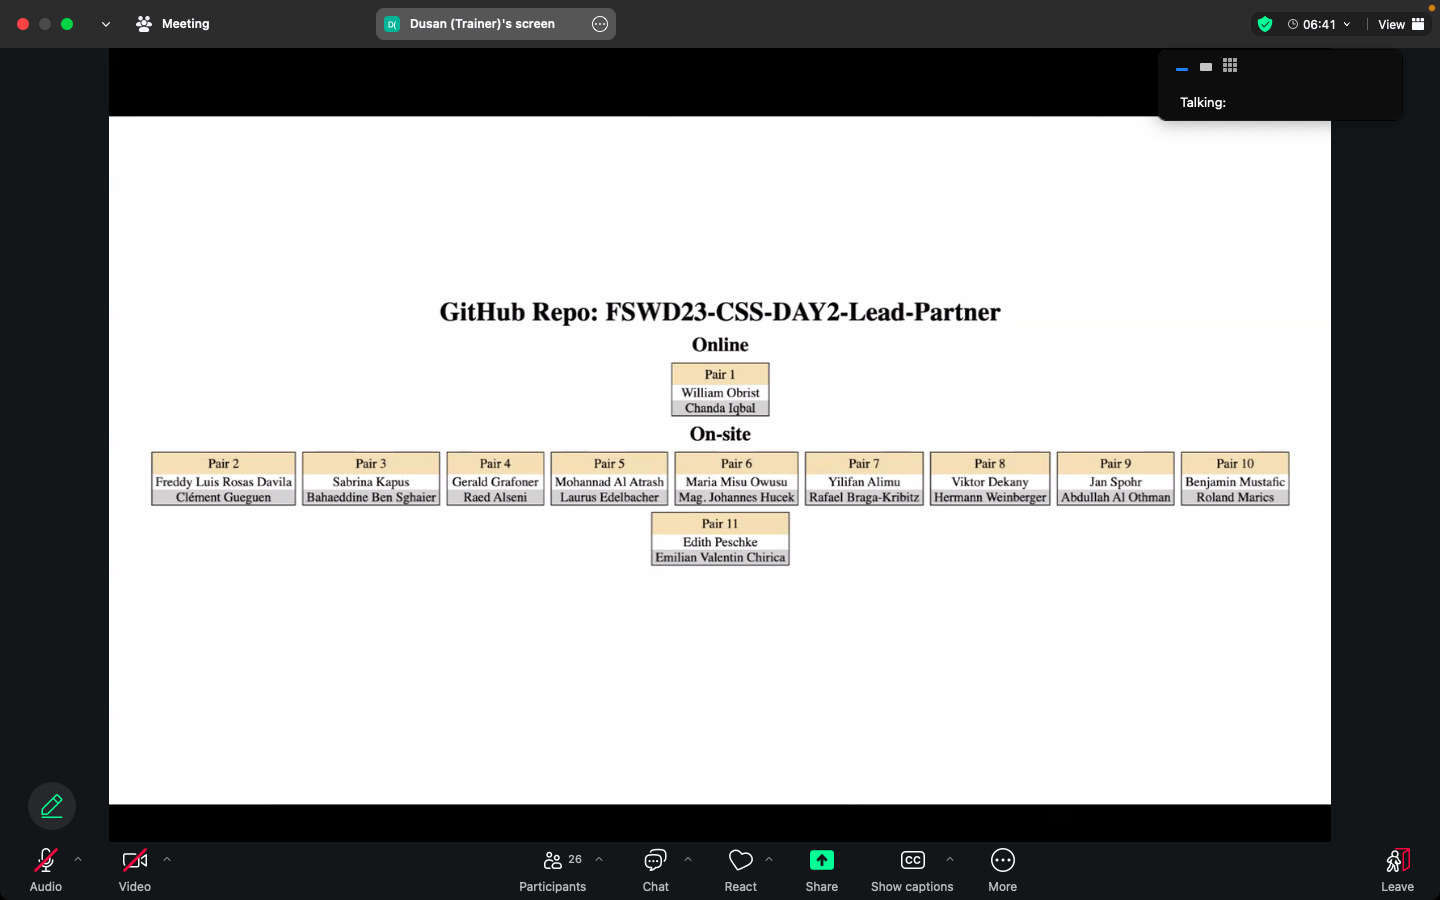 Meeting
D( Dusan (Trainer)'s screen
06:41
View
Talking:
GitHub Repo: FSWD23-CSS-DAY2-Lead-Partner
Online
Pair 1
William Obrist
Chanda Iqbal
On-site
Pair 2
Freddy Luis Rosas Davila
Clément Gueguen
Pair 3
Sabrina Kapus
Bahaeddine Ben Sghaier
Pair 4
Gerald Grafoner
Raed Alseni
Pair 5
Mohannad Al Atrash
Laurus Edelbacher
Pair 6
Maria Misu Owusu
Mag. Johannes Hucek
Pair 7
Yilifan Alimu
Rafael Braga-Kribitz
Pair 8
Viktor Dekany
Hermann Weinberger
Pair 9
Jan Spohr
Abdullah Al Othman
Pair 10
Benjamin Mustafic
Roland Marics
Pair 11
Edith Peschke
Emilian Valentin Chirica
Audio
Video
26
Participants
Chat
React
Share
CC
Show captions
More
Leave